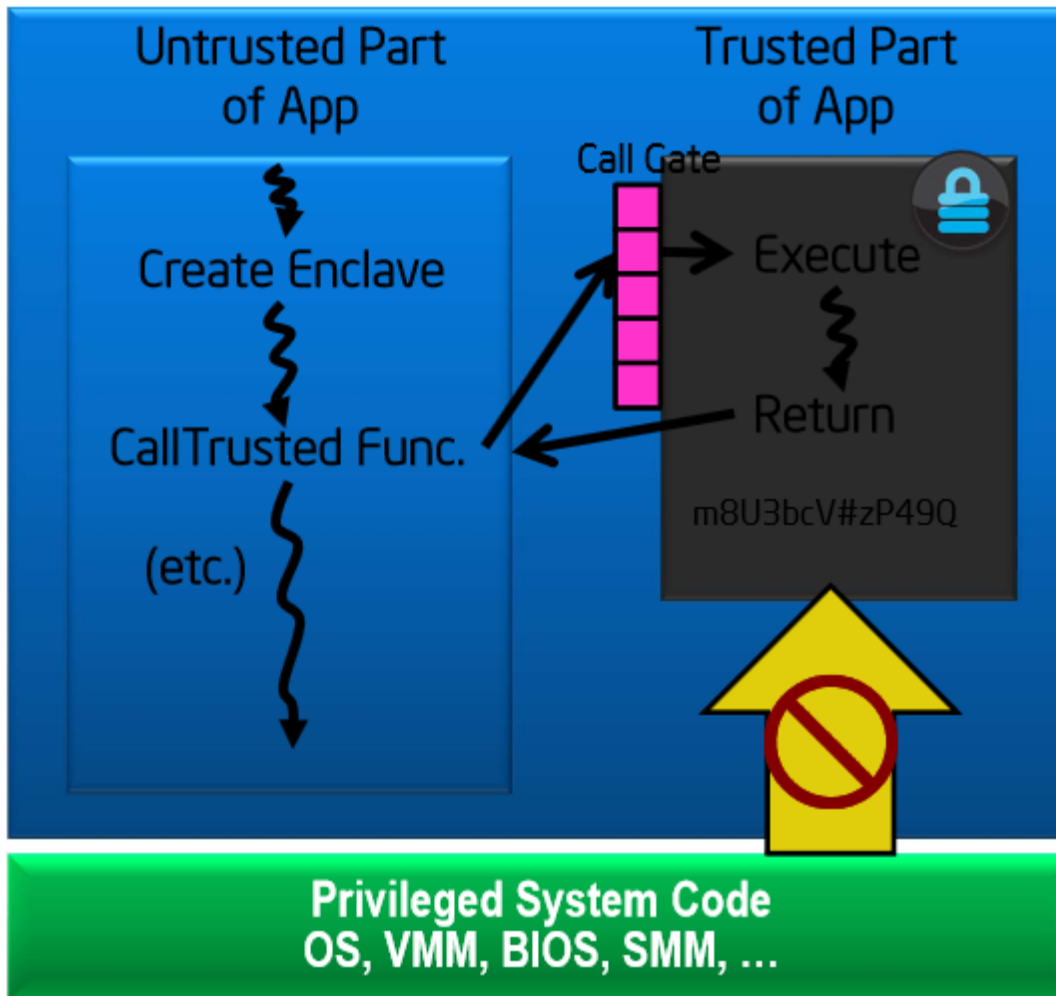 Untrusted Part
of App
Trusted Part
of App
Call Gate
Create Enclave
Execute
CallTrusted Func.
Return
(etc.)
m8U3bcV#zP49Q
Privileged System Code
OS, VMM, BIOS, SMM, …